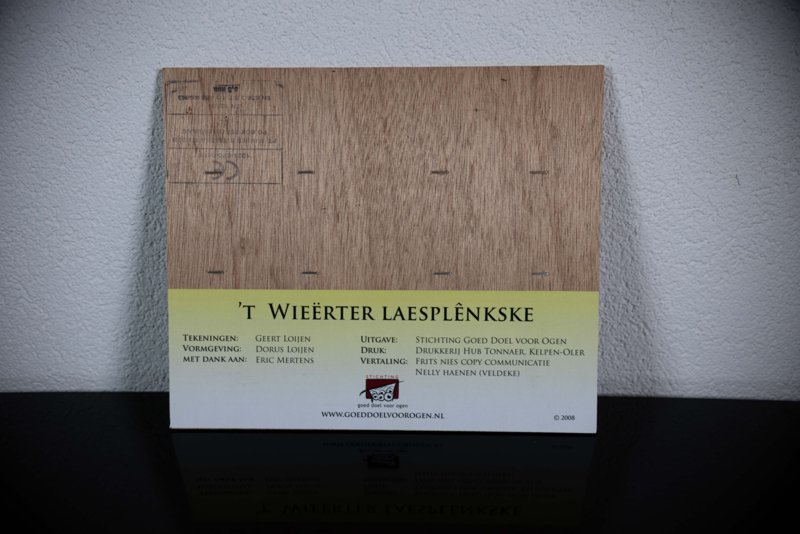 'T WIEËRTER LAESPLÊNKSKE
TEKENINGEN: GEERT LOIJEN
VORMGEVING: DORUS LOIJEN
MET DANK AAN: ERIC MERTENS
UITGAVE: STICHTING GOED DOEL VOOR OGEN
DRUK: DRUKKERIJ HUB TONNAER, KELPEN-OLER
VERTALING: FRITS NIES COPY COMMUNICATIE
NELLY HAENEN (VELDEKE)
STICHTING
goed doel voor ogen
WWW.GOEDDOELVOOROGEN.NL
© 2008
CE